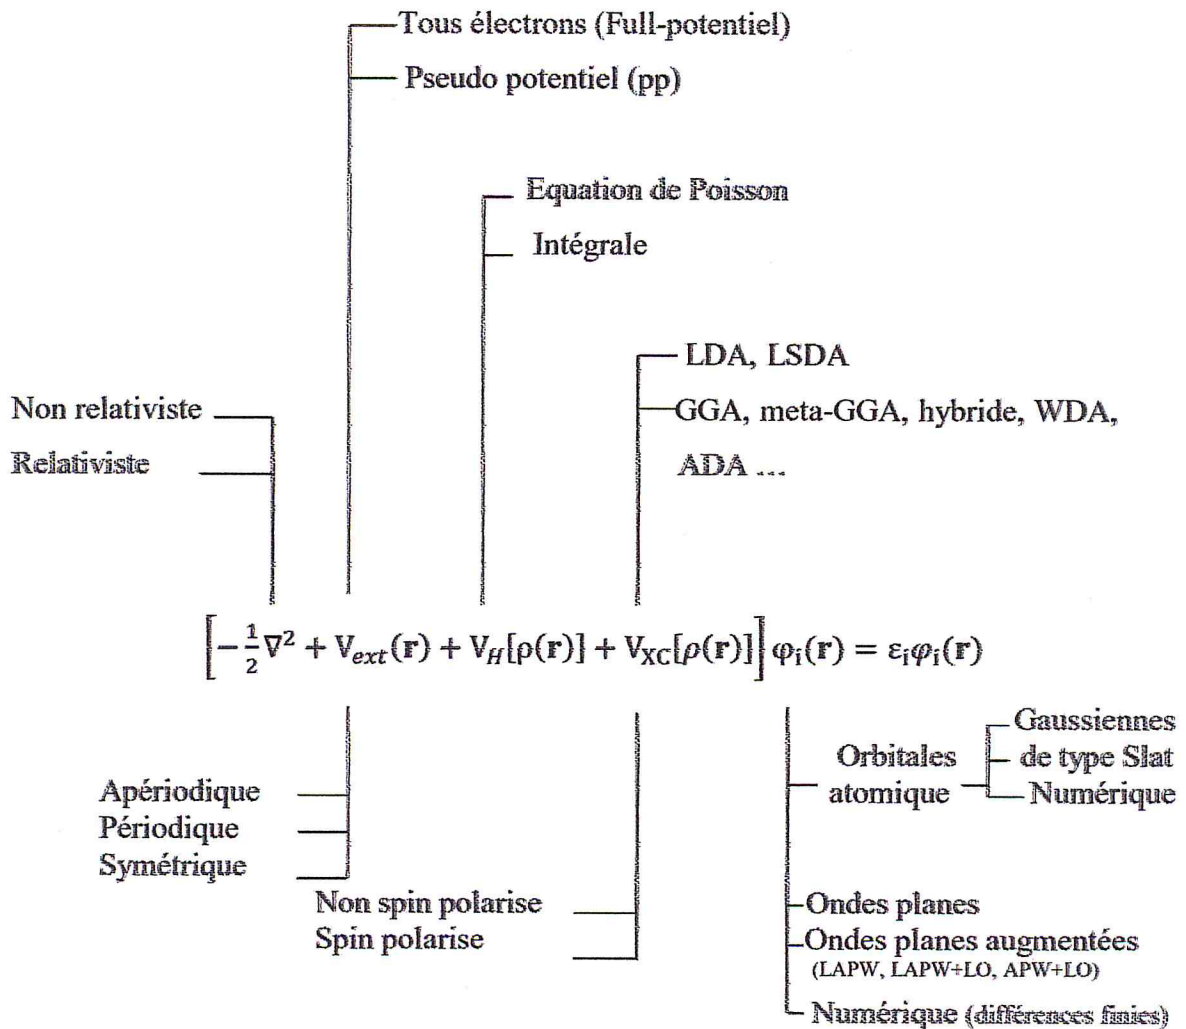 Tous électrons (Full-potentiel)
Pseudo potentiel (pp)
Equation de Poisson
Intégrale
LDA, LSDA
Non relativiste
GGA, meta-GGA, hybride, WDA,
Relativiste
ADA ...
[-½∇² + V_ext(r) + V_H[ρ(r)] + V_XC[ρ(r)]] φ_i(r) = ε_iφ_i(r)
Gaussiennes
Orbitales
atomique
de type Slat
Numérique
Apériodique
Périodique
Symétrique
Non spin polarise
Spin polarise
Ondes planes
Ondes planes augmentées
(LAPW, LAPW+LO, APW+LO)
Numérique (différences finies)